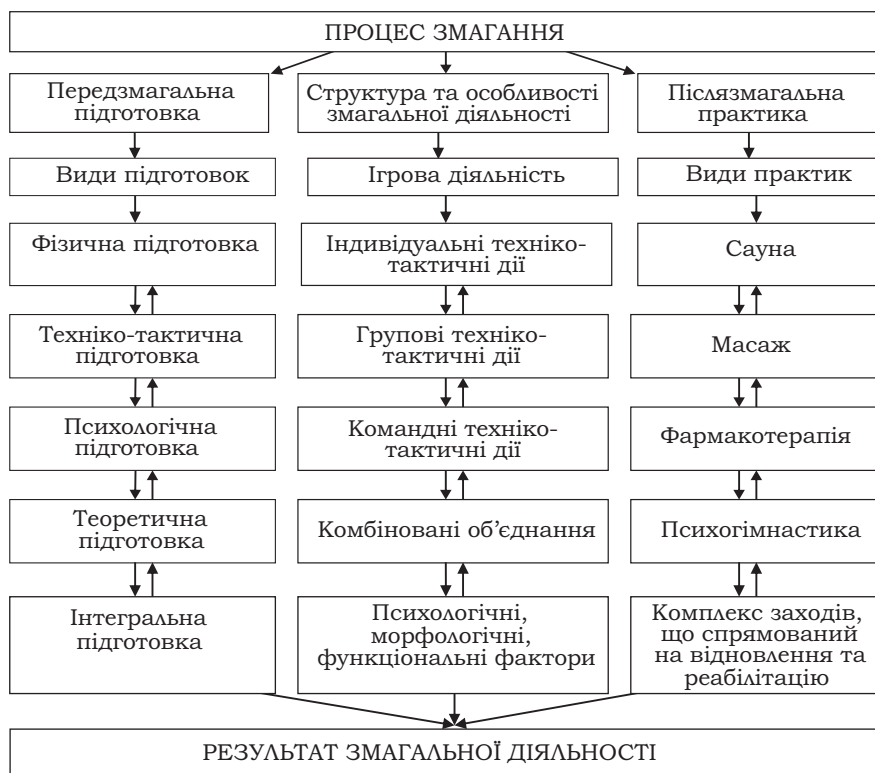 ПРОЦЕС ЗМАГАННЯ
Передзмагальна
підготовка
Структура та особливості
змагальної діяльності
Післязмагальна
практика
Види підготовок
Ігрова діяльність
Види практик
Фізична підготовка
Індивідуальні техніко-
тактичні дії
Сауна
Техніко-тактична
підготовка
Групові техніко-
тактичні дії
Масаж
Психологічна
підготовка
Командні техніко-
тактичні дії
Фармакотерапія
Теоретична
підготовка
Комбіновані об’єднання
Психогімнастика
Інтегральна
підготовка
Психологічні,
морфологічні,
функціональні фактори
Комплекс заходів,
що спрямований
на відновлення та
реабілітацію
РЕЗУЛЬТАТ ЗМАГАЛЬНОЇ ДІЯЛЬНОСТІ